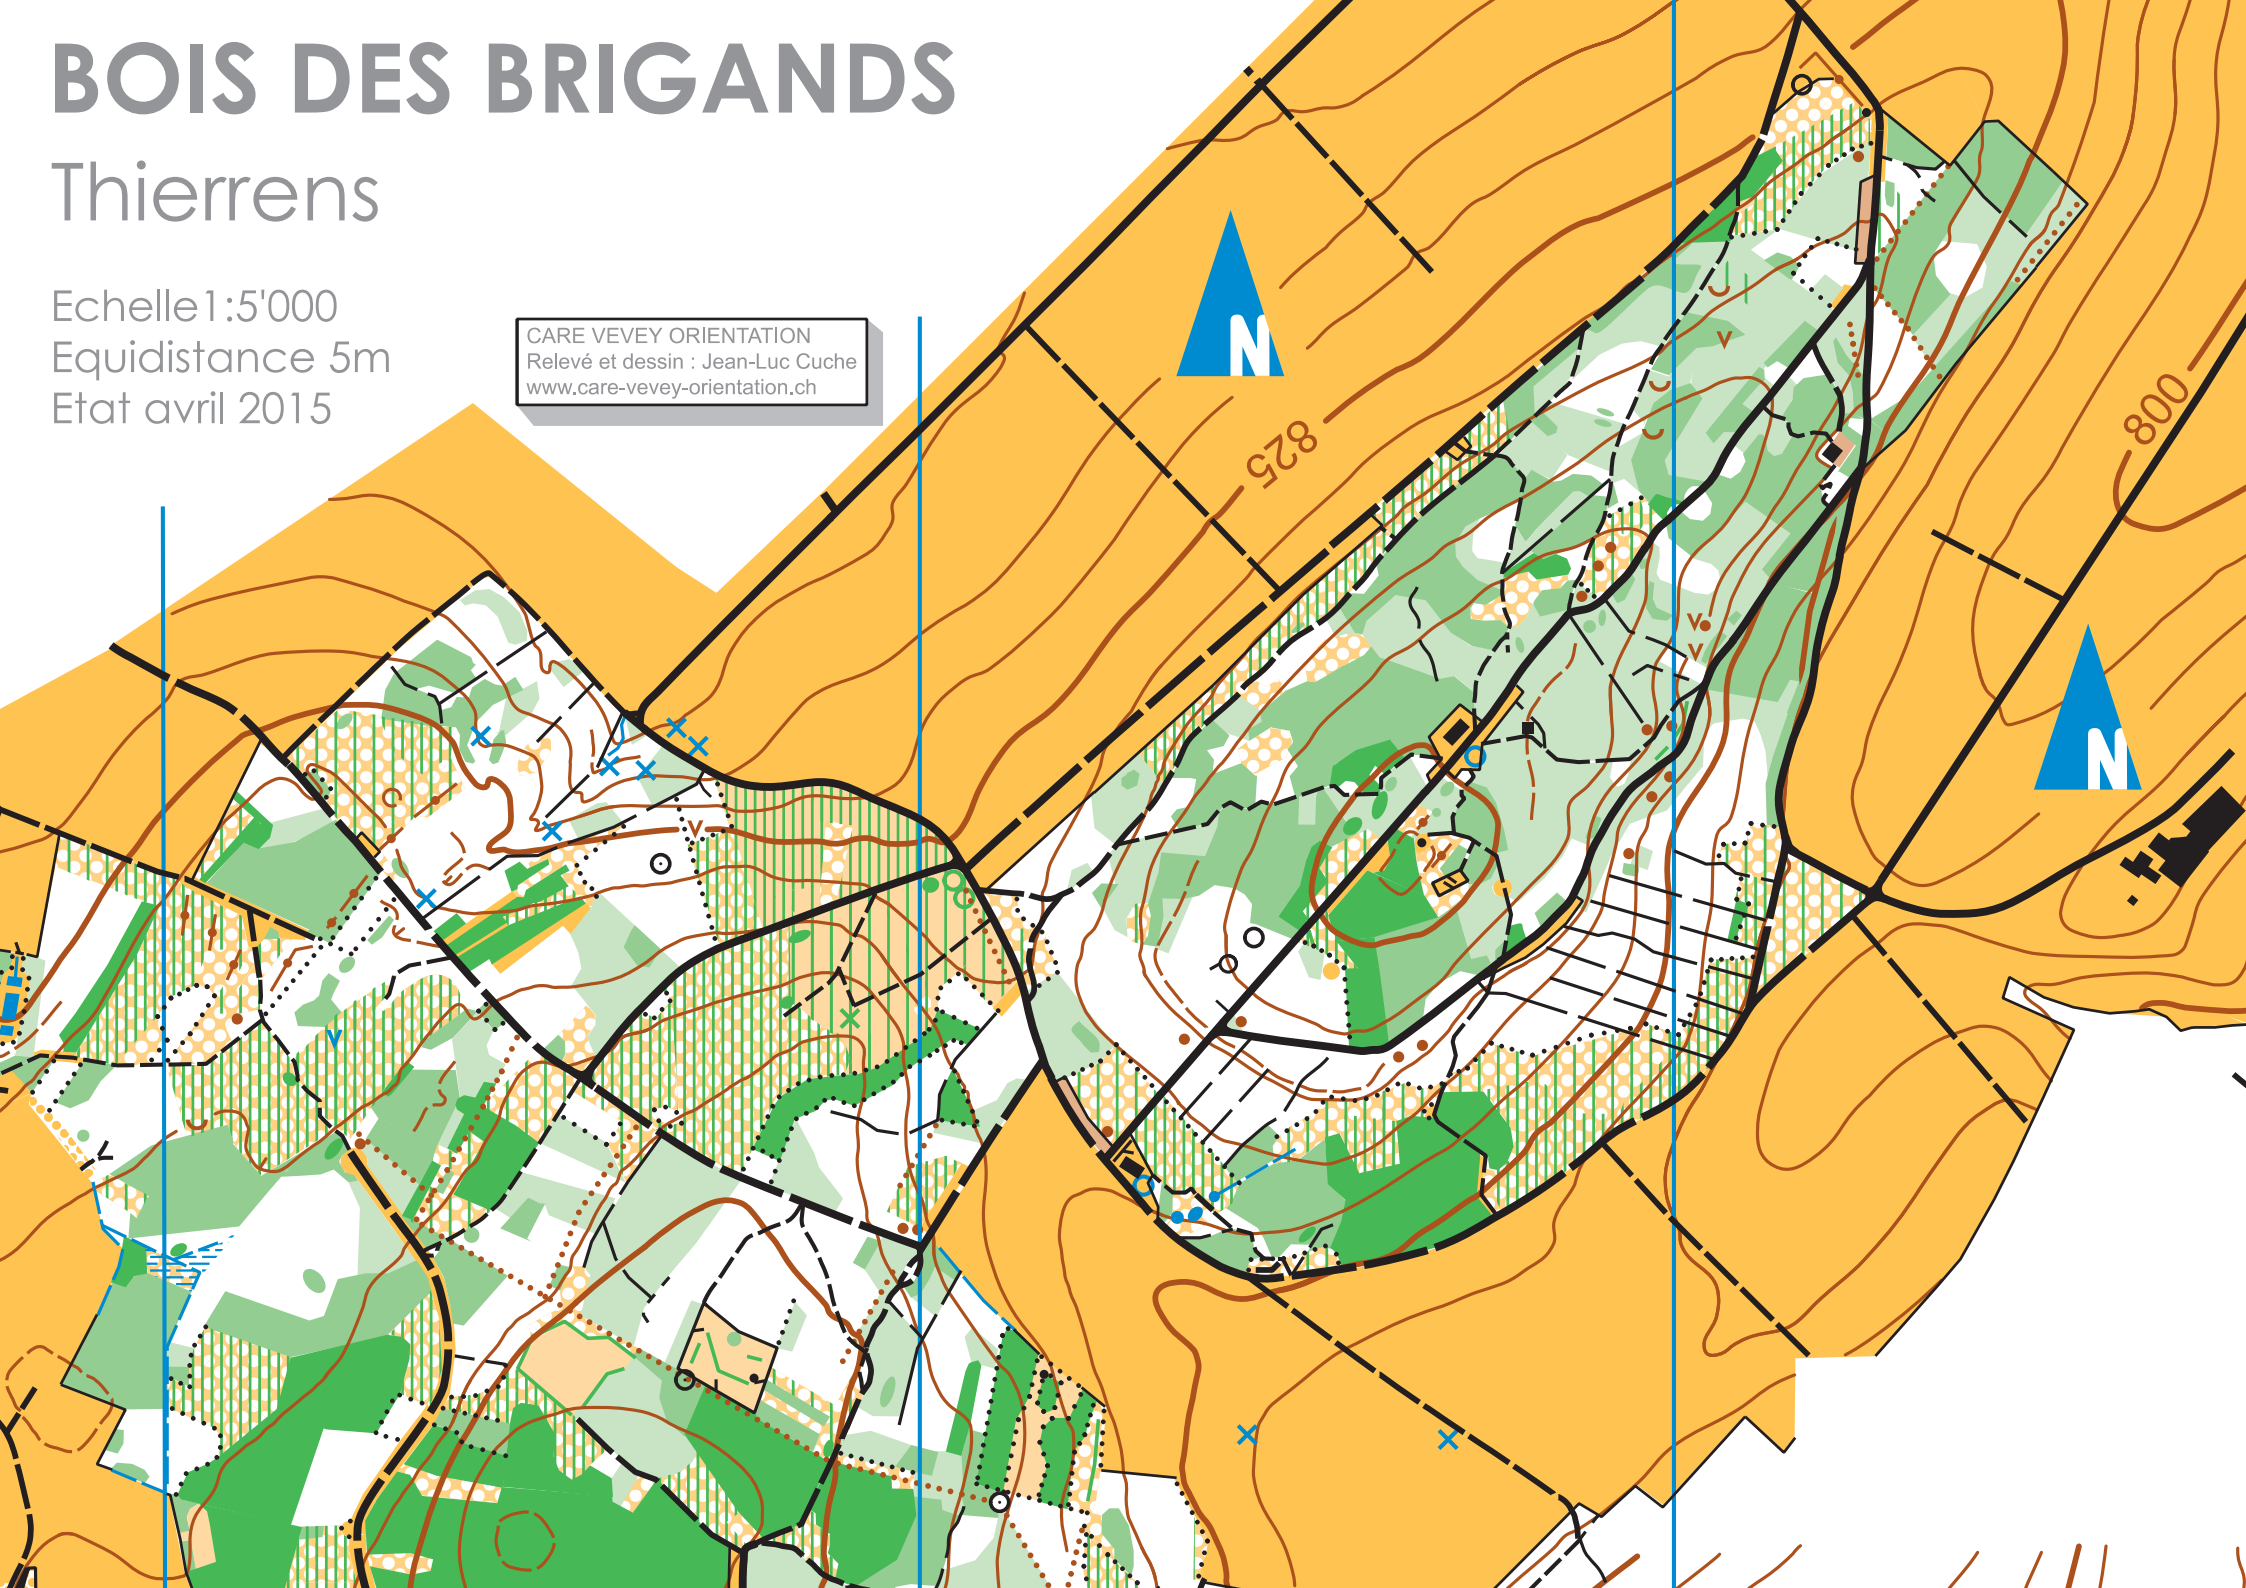 BOIS DES BRIGANDS
Thierrens
Echelle1:5'000
Equidistance 5m
Etat avril 2015
CARE VEVEY ORIENTATION
Relevé et dessin : Jean-Luc Cuche
www.care-vevey-orientation.ch
N
825
800
N